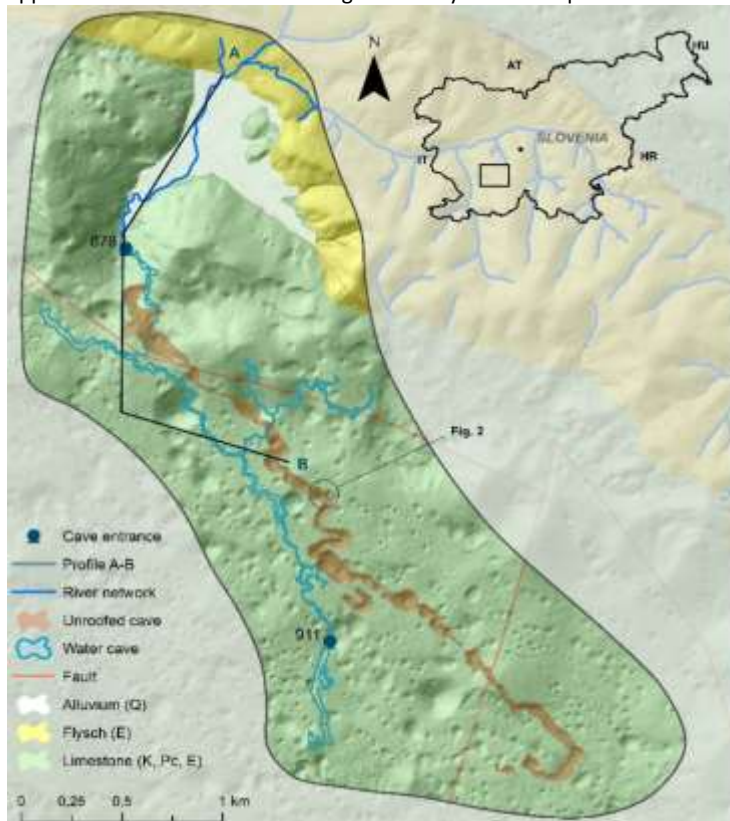 A
N
AT
HU
SLOVENIA
IT
HR
678
Fig. 2
B
Cave entrance
Profile A-B
River network
Unroofed cave
911
Water cave
Fault
Alluvium (Q)
Flysch (E)
Limestone (K, Pc, E)
0 0,25 0,5 1 km